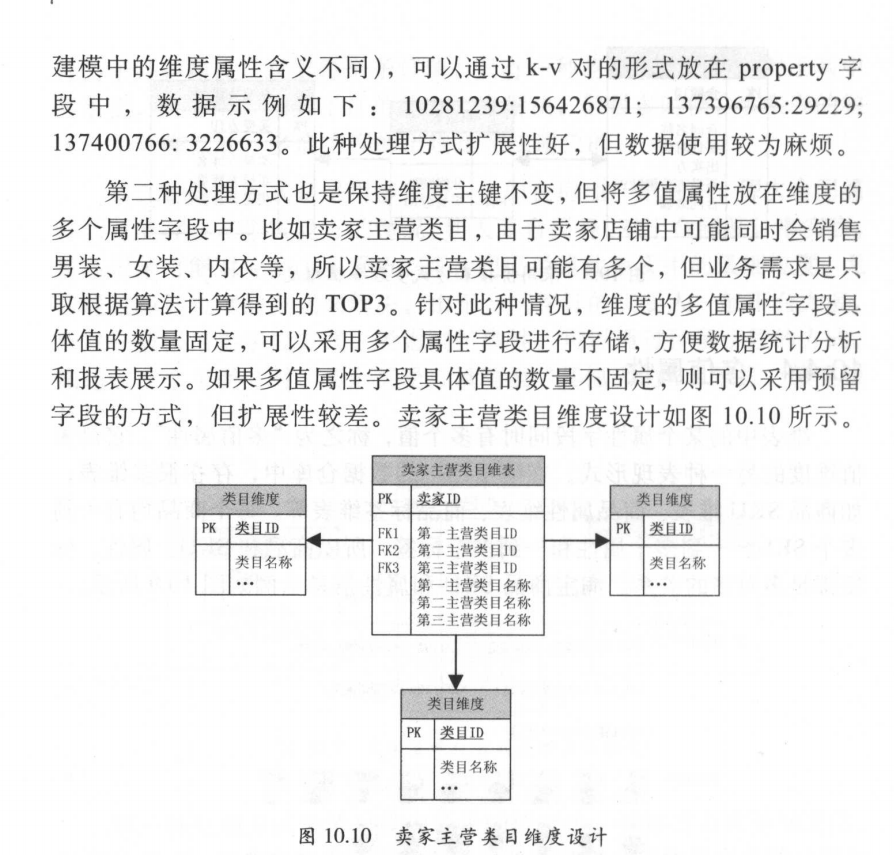 建模中的维度属性含义不同），可以通过 k-v 对的形式放在 property 字
段中，数据示例如下：10281239:156426871; 137396765:29229;
137400766: 3226633。此种处理方式扩展性好，但数据使用较为麻烦。
第二种处理方式也是保持维度主键不变，但将多值属性放在维度的
多个属性字段中。比如卖家主营类目，由于卖家店铺中可能同时会销售
男装、女装、内衣等，所以卖家主营类目可能有多个，但业务需求是只
取根据算法计算得到的 TOP3。针对此种情况，维度的多值属性字段具
体值的数量固定，可以采用多个属性字段进行存储，方便数据统计分析
和报表展示。如果多值属性字段具体值的数量不固定，则可以采用预留
字段的方式，但扩展性较差。卖家主营类目维度设计如图 10.10 所示。
类目维度
PK 类目ID
类目名称
...
卖家主营类目维表
PK 卖家ID
FK1 第一主营类目ID
FK2 第二主营类目ID
FK3 第三主营类目ID
第一主营类目名称
第二主营类目名称
第三主营类目名称
类目维度
PK 类目ID
类目名称
...
类目维度
PK 类目ID
类目名称
...
图 10.10 卖家主营类目维度设计